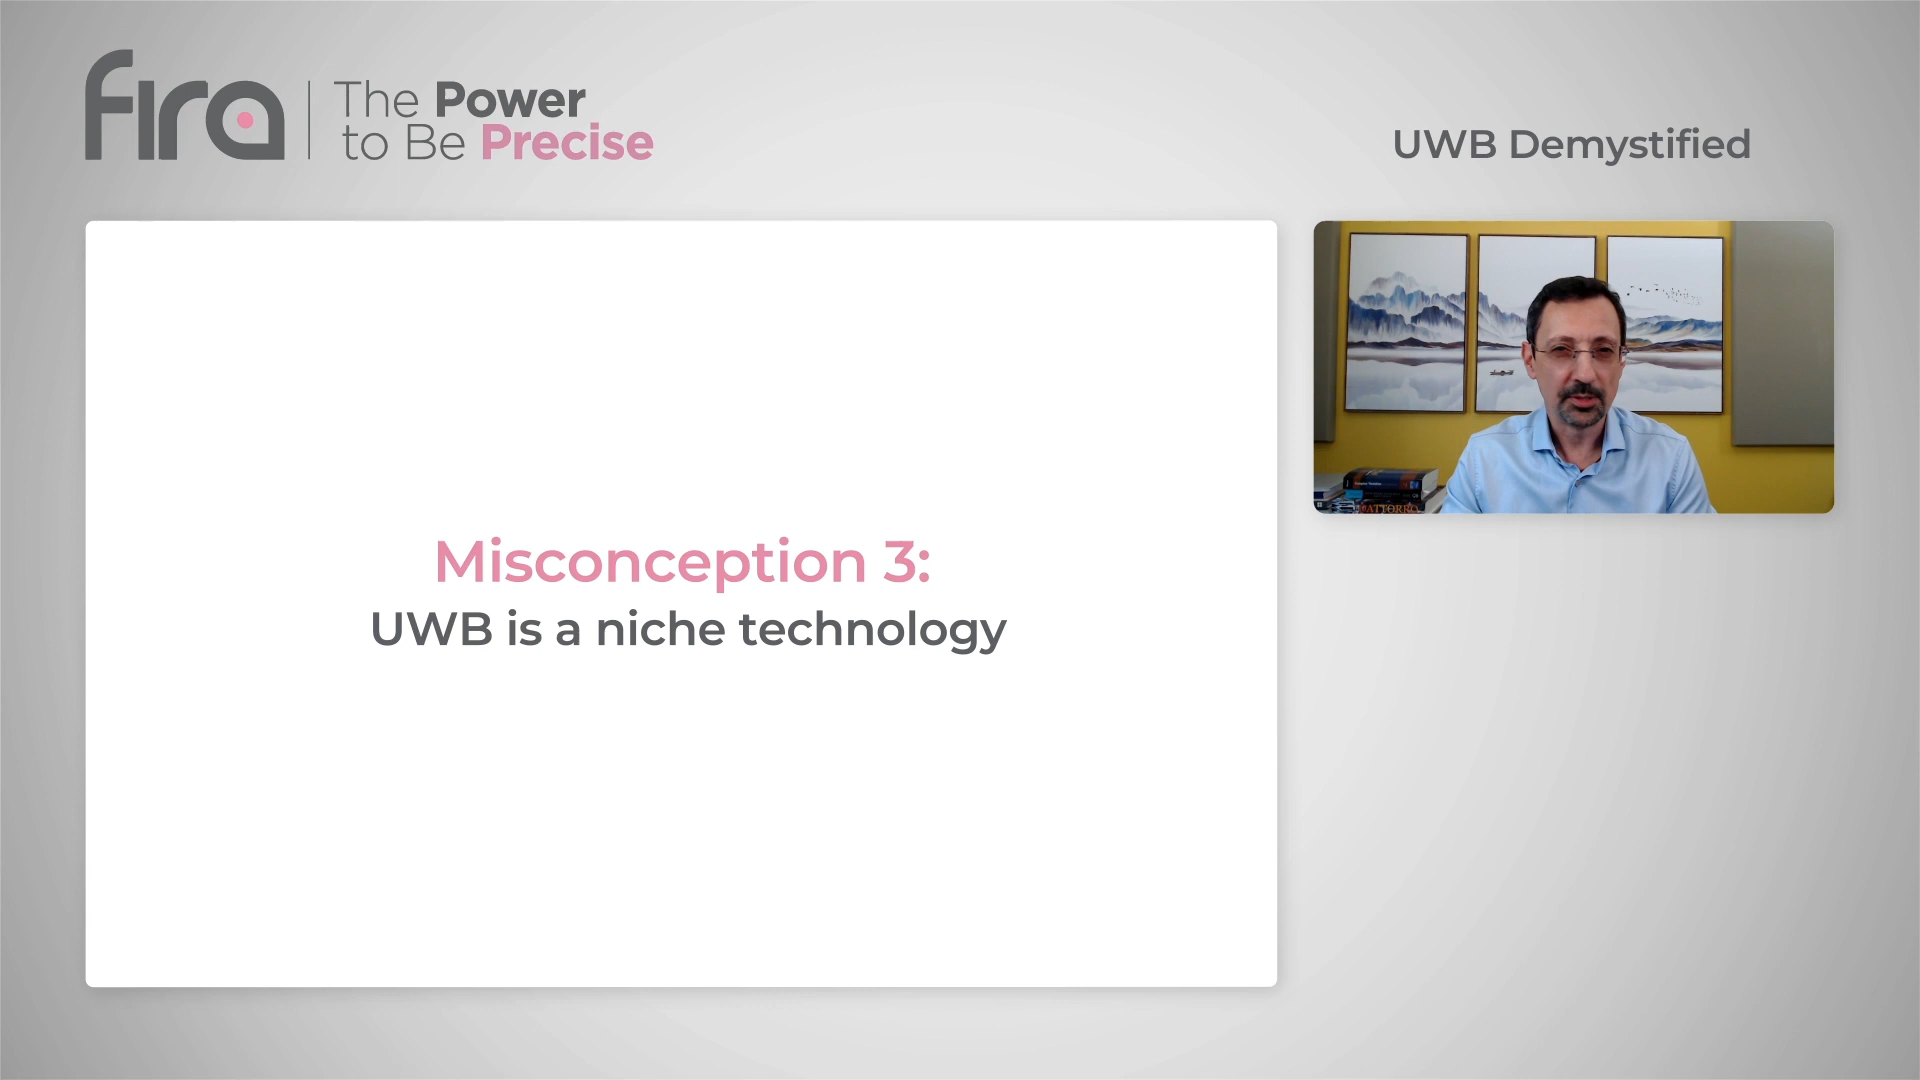 fira
The Power
to Be Precise
UWB Demystified
Misconception 3:
UWB is a niche technology